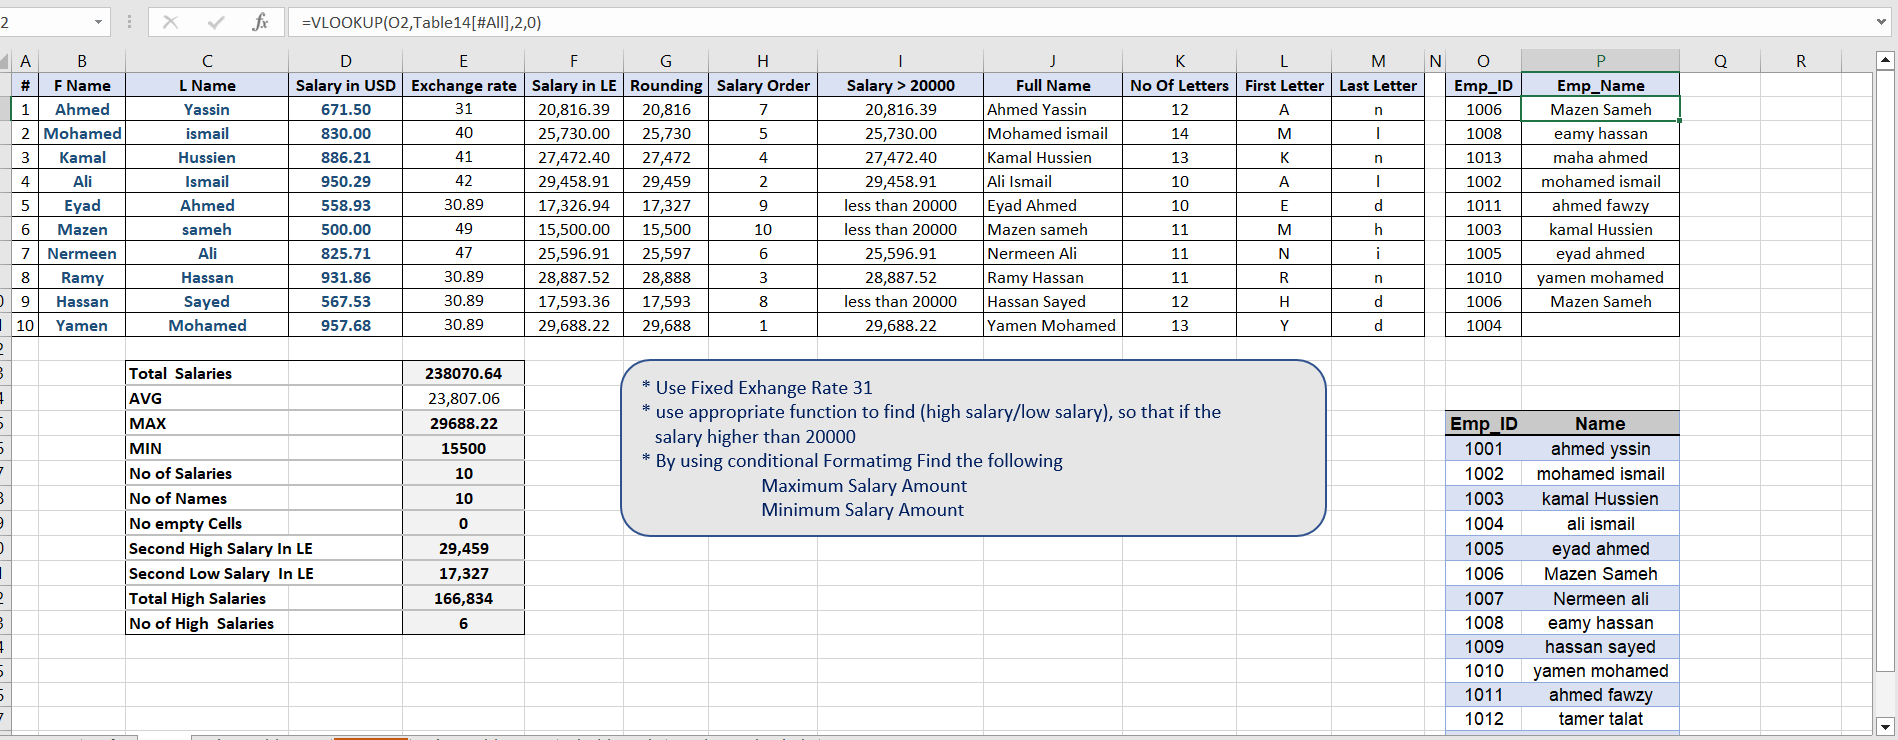 2 fx =VLOOKUP(O2,Table14[#All],2,0)
A B C D E F G H I J K L M N O P Q R
# F Name L Name Salary in USD Exchange rate Salary in LE Rounding Salary Order Salary > 20000 Full Name No Of Letters First Letter Last Letter Emp_ID Emp_Name
1 Ahmed Yassin 671.50 31 20,816.39 20,816 7 20,816.39 Ahmed Yassin 12 A n 1006 Mazen Sameh
2 Mohamed ismail 830.00 40 25,730.00 25,730 5 25,730.00 Mohamed ismail 14 M l 1008 eamy hassan
3 Kamal Hussien 886.21 41 27,472.40 27,472 4 27,472.40 Kamal Hussien 13 K n 1013 maha ahmed
4 Ali Ismail 950.29 42 29,458.91 29,459 2 29,458.91 Ali Ismail 10 A l 1002 mohamed ismail
5 Eyad Ahmed 558.93 30.89 17,326.94 17,327 9 less than 20000 Eyad Ahmed 10 E d 1011 ahmed fawzy
6 Mazen sameh 500.00 49 15,500.00 15,500 10 less than 20000 Mazen sameh 11 M h 1003 kamal Hussien
7 Nermeen Ali 825.71 47 25,596.91 25,597 6 25,596.91 Nermeen Ali 11 N i 1005 eyad ahmed
8 Ramy Hassan 931.86 30.89 28,887.52 28,888 3 28,887.52 Ramy Hassan 11 R n 1010 yamen mohamed
9 Hassan Sayed 567.53 30.89 17,593.36 17,593 8 less than 20000 Hassan Sayed 12 H d 1006 Mazen Sameh
10 Yamen Mohamed 957.68 30.89 29,688.22 29,688 1 29,688.22 Yamen Mohamed 13 Y d 1004
Total Salaries 238070.64
AVG 23,807.06
MAX 29688.22
MIN 15500
No of Salaries 10
No of Names 10
No empty Cells 0
Second High Salary In LE 29,459
Second Low Salary In LE 17,327
Total High Salaries 166,834
No of High Salaries 6
* Use Fixed Exhange Rate 31
* use appropriate function to find (high salary/low salary), so that if the
salary higher than 20000
* By using conditional Formatimg Find the following
Maximum Salary Amount
Minimum Salary Amount
Emp_ID Name
1001 ahmed yssin
1002 mohamed ismail
1003 kamal Hussien
1004 ali ismail
1005 eyad ahmed
1006 Mazen Sameh
1007 Nermeen ali
1008 eamy hassan
1009 hassan sayed
1010 yamen mohamed
1011 ahmed fawzy
1012 tamer talat